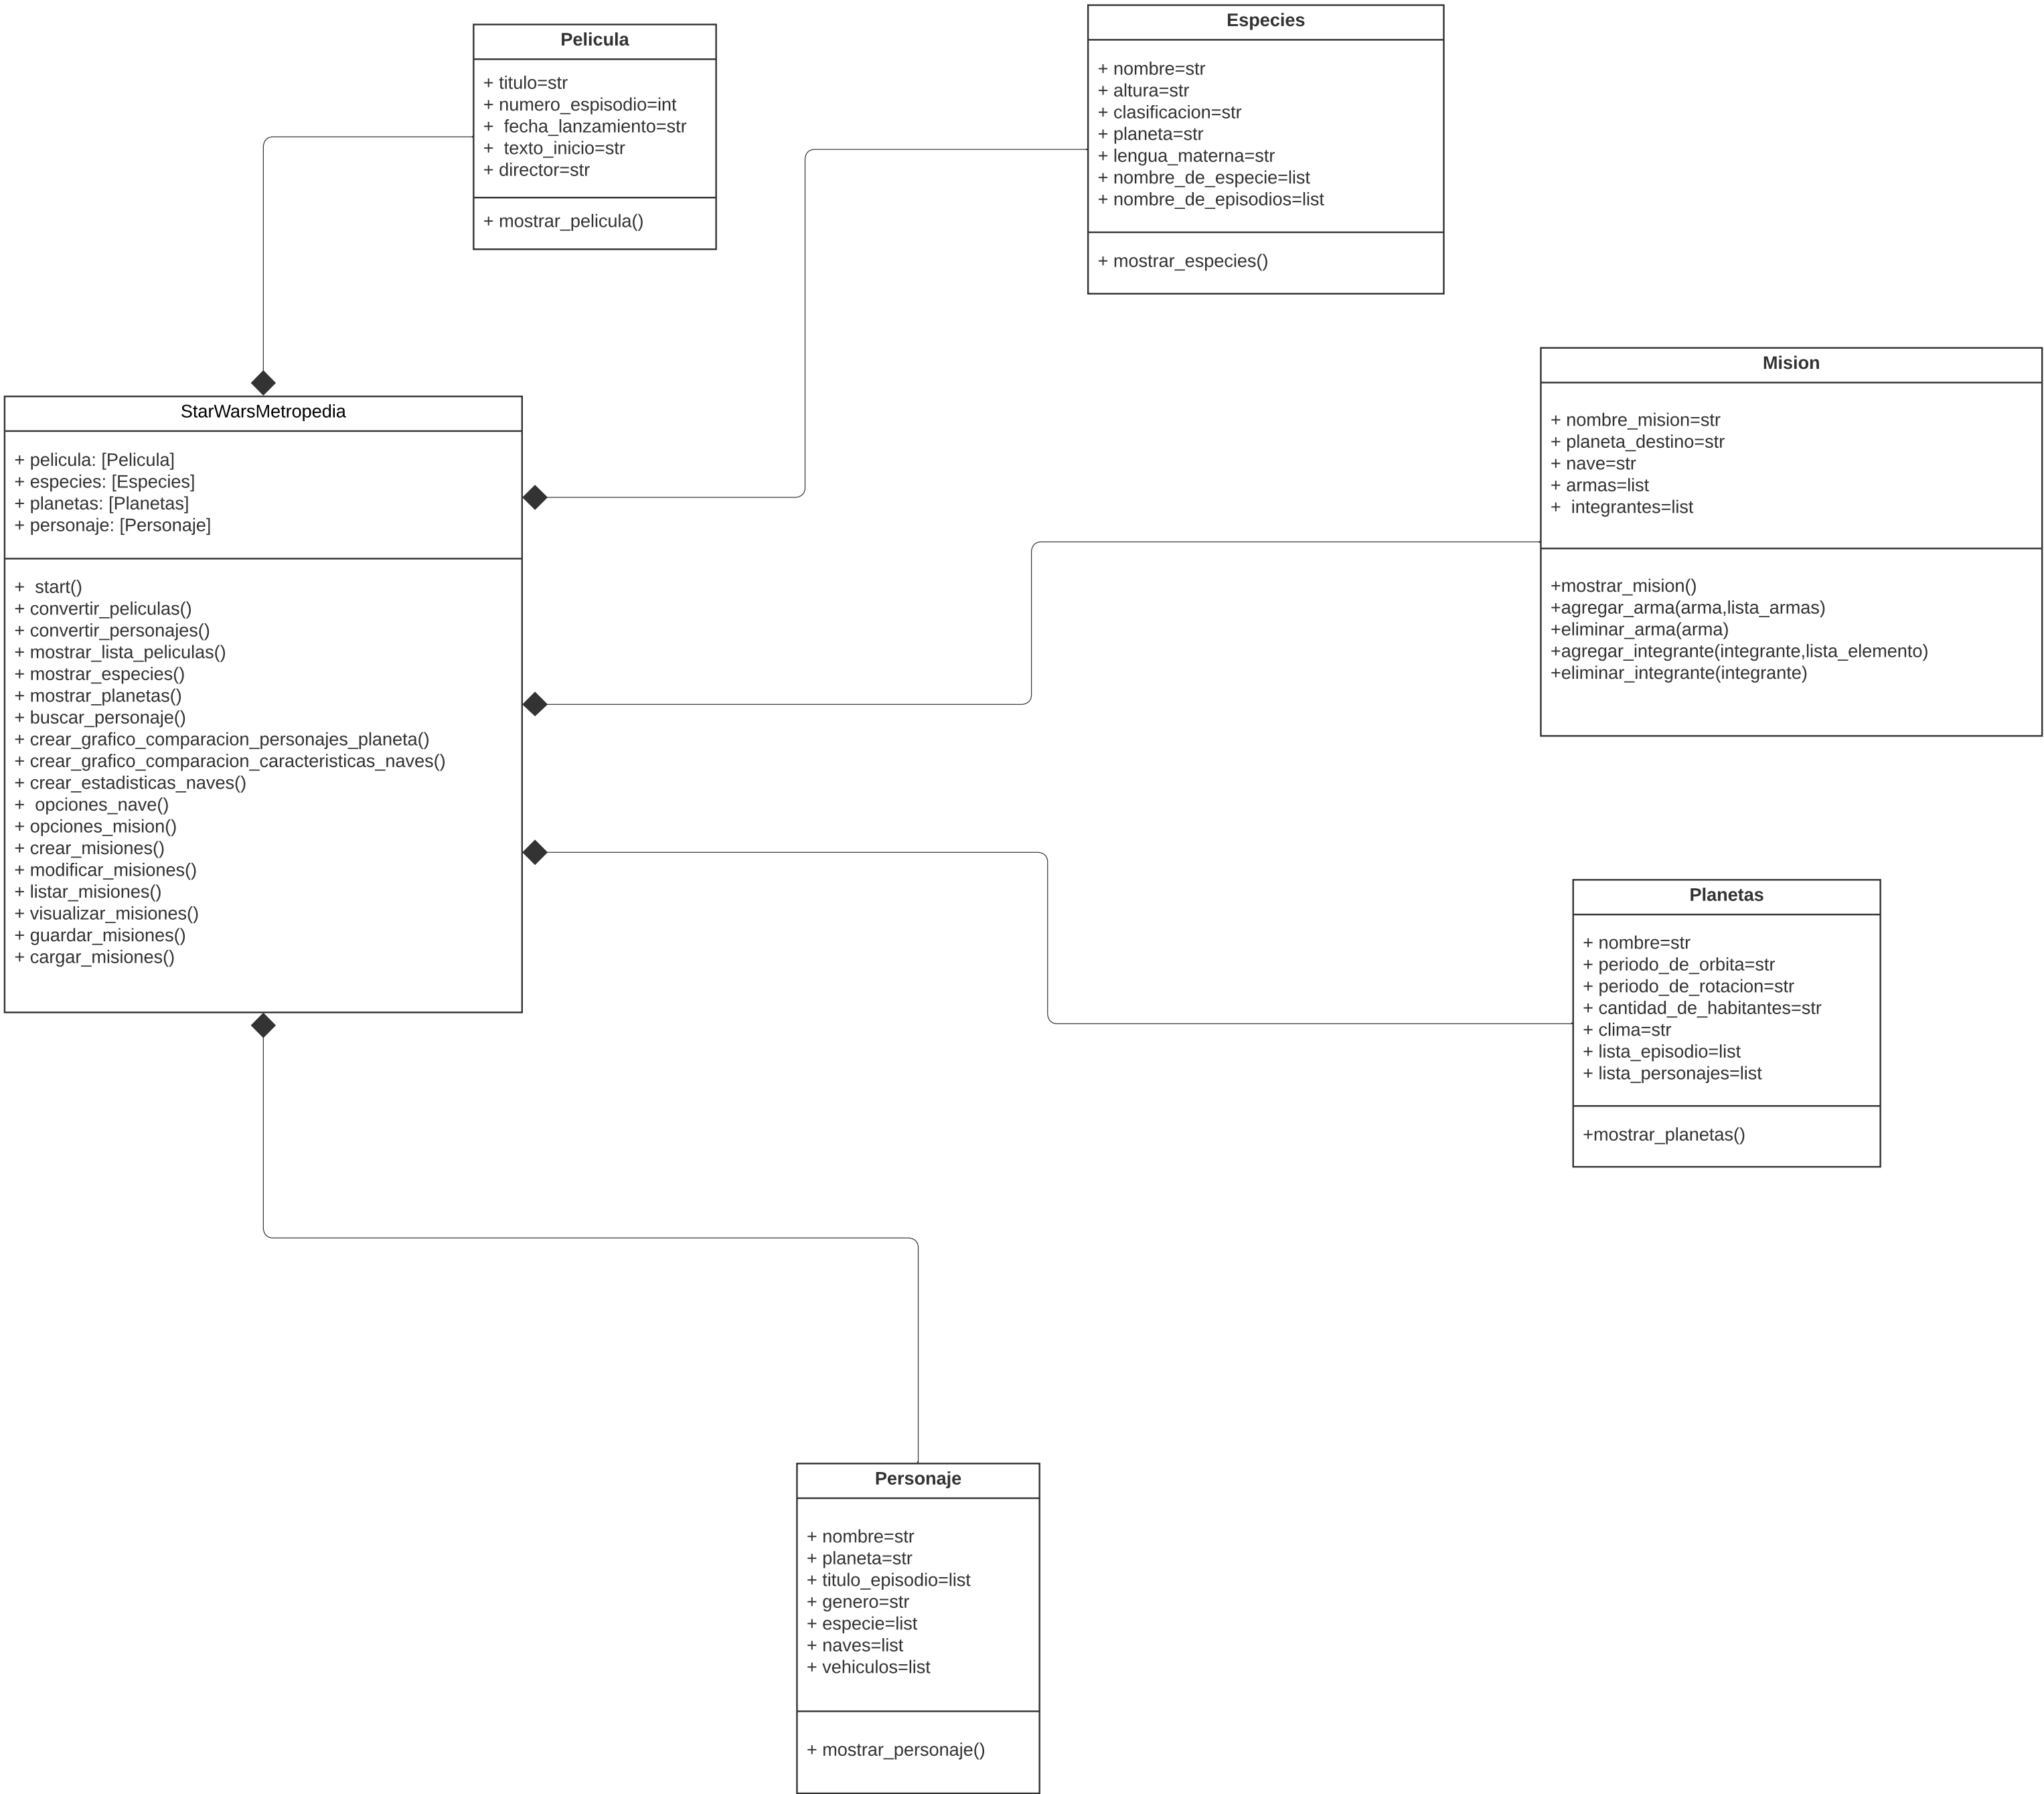 Pelicula
+ titulo=str
+ numero_espisodio=int
+  fecha_lanzamiento=str
+  texto_inicio=str
+ director=str
+ mostrar_pelicula()
Especies
+ nombre=str
+ altura=str
+ clasificacion=str
+ planeta=str
+ lengua_materna=str
+ nombre_de_especie=list
+ nombre_de_episodios=list
+ mostrar_especies()
StarWarsMetropedia
+ pelicula: [Pelicula]
+ especies: [Especies]
+ planetas: [Planetas]
+ personaje: [Personaje]
+  start()
+ convertir_peliculas()
+ convertir_personajes()
+ mostrar_lista_peliculas()
+ mostrar_especies()
+ mostrar_planetas()
+ buscar_personaje()
+ crear_grafico_comparacion_personajes_planeta()
+ crear_grafico_comparacion_caracteristicas_naves()
+ crear_estadisticas_naves()
+  opciones_nave()
+ opciones_mision()
+ crear_misiones()
+ modificar_misiones()
+ listar_misiones()
+ visualizar_misiones()
+ guardar_misiones()
+ cargar_misiones()
Mision
+ nombre_mision=str
+ planeta_destino=str
+ nave=str
+ armas=list
+  integrantes=list
+mostrar_mision()
+agregar_arma(arma,lista_armas)
+eliminar_arma(arma)
+agregar_integrante(integrante,lista_elemento)
+eliminar_integrante(integrante)
Planetas
+ nombre=str
+ periodo_de_orbita=str
+ periodo_de_rotacion=str
+ cantidad_de_habitantes=str
+ clima=str
+ lista_episodio=list
+ lista_personajes=list
+mostrar_planetas()
Personaje
+ nombre=str
+ planeta=str
+ titulo_episodio=list
+ genero=str
+ especie=list
+ naves=list
+ vehiculos=list
+ mostrar_personaje()